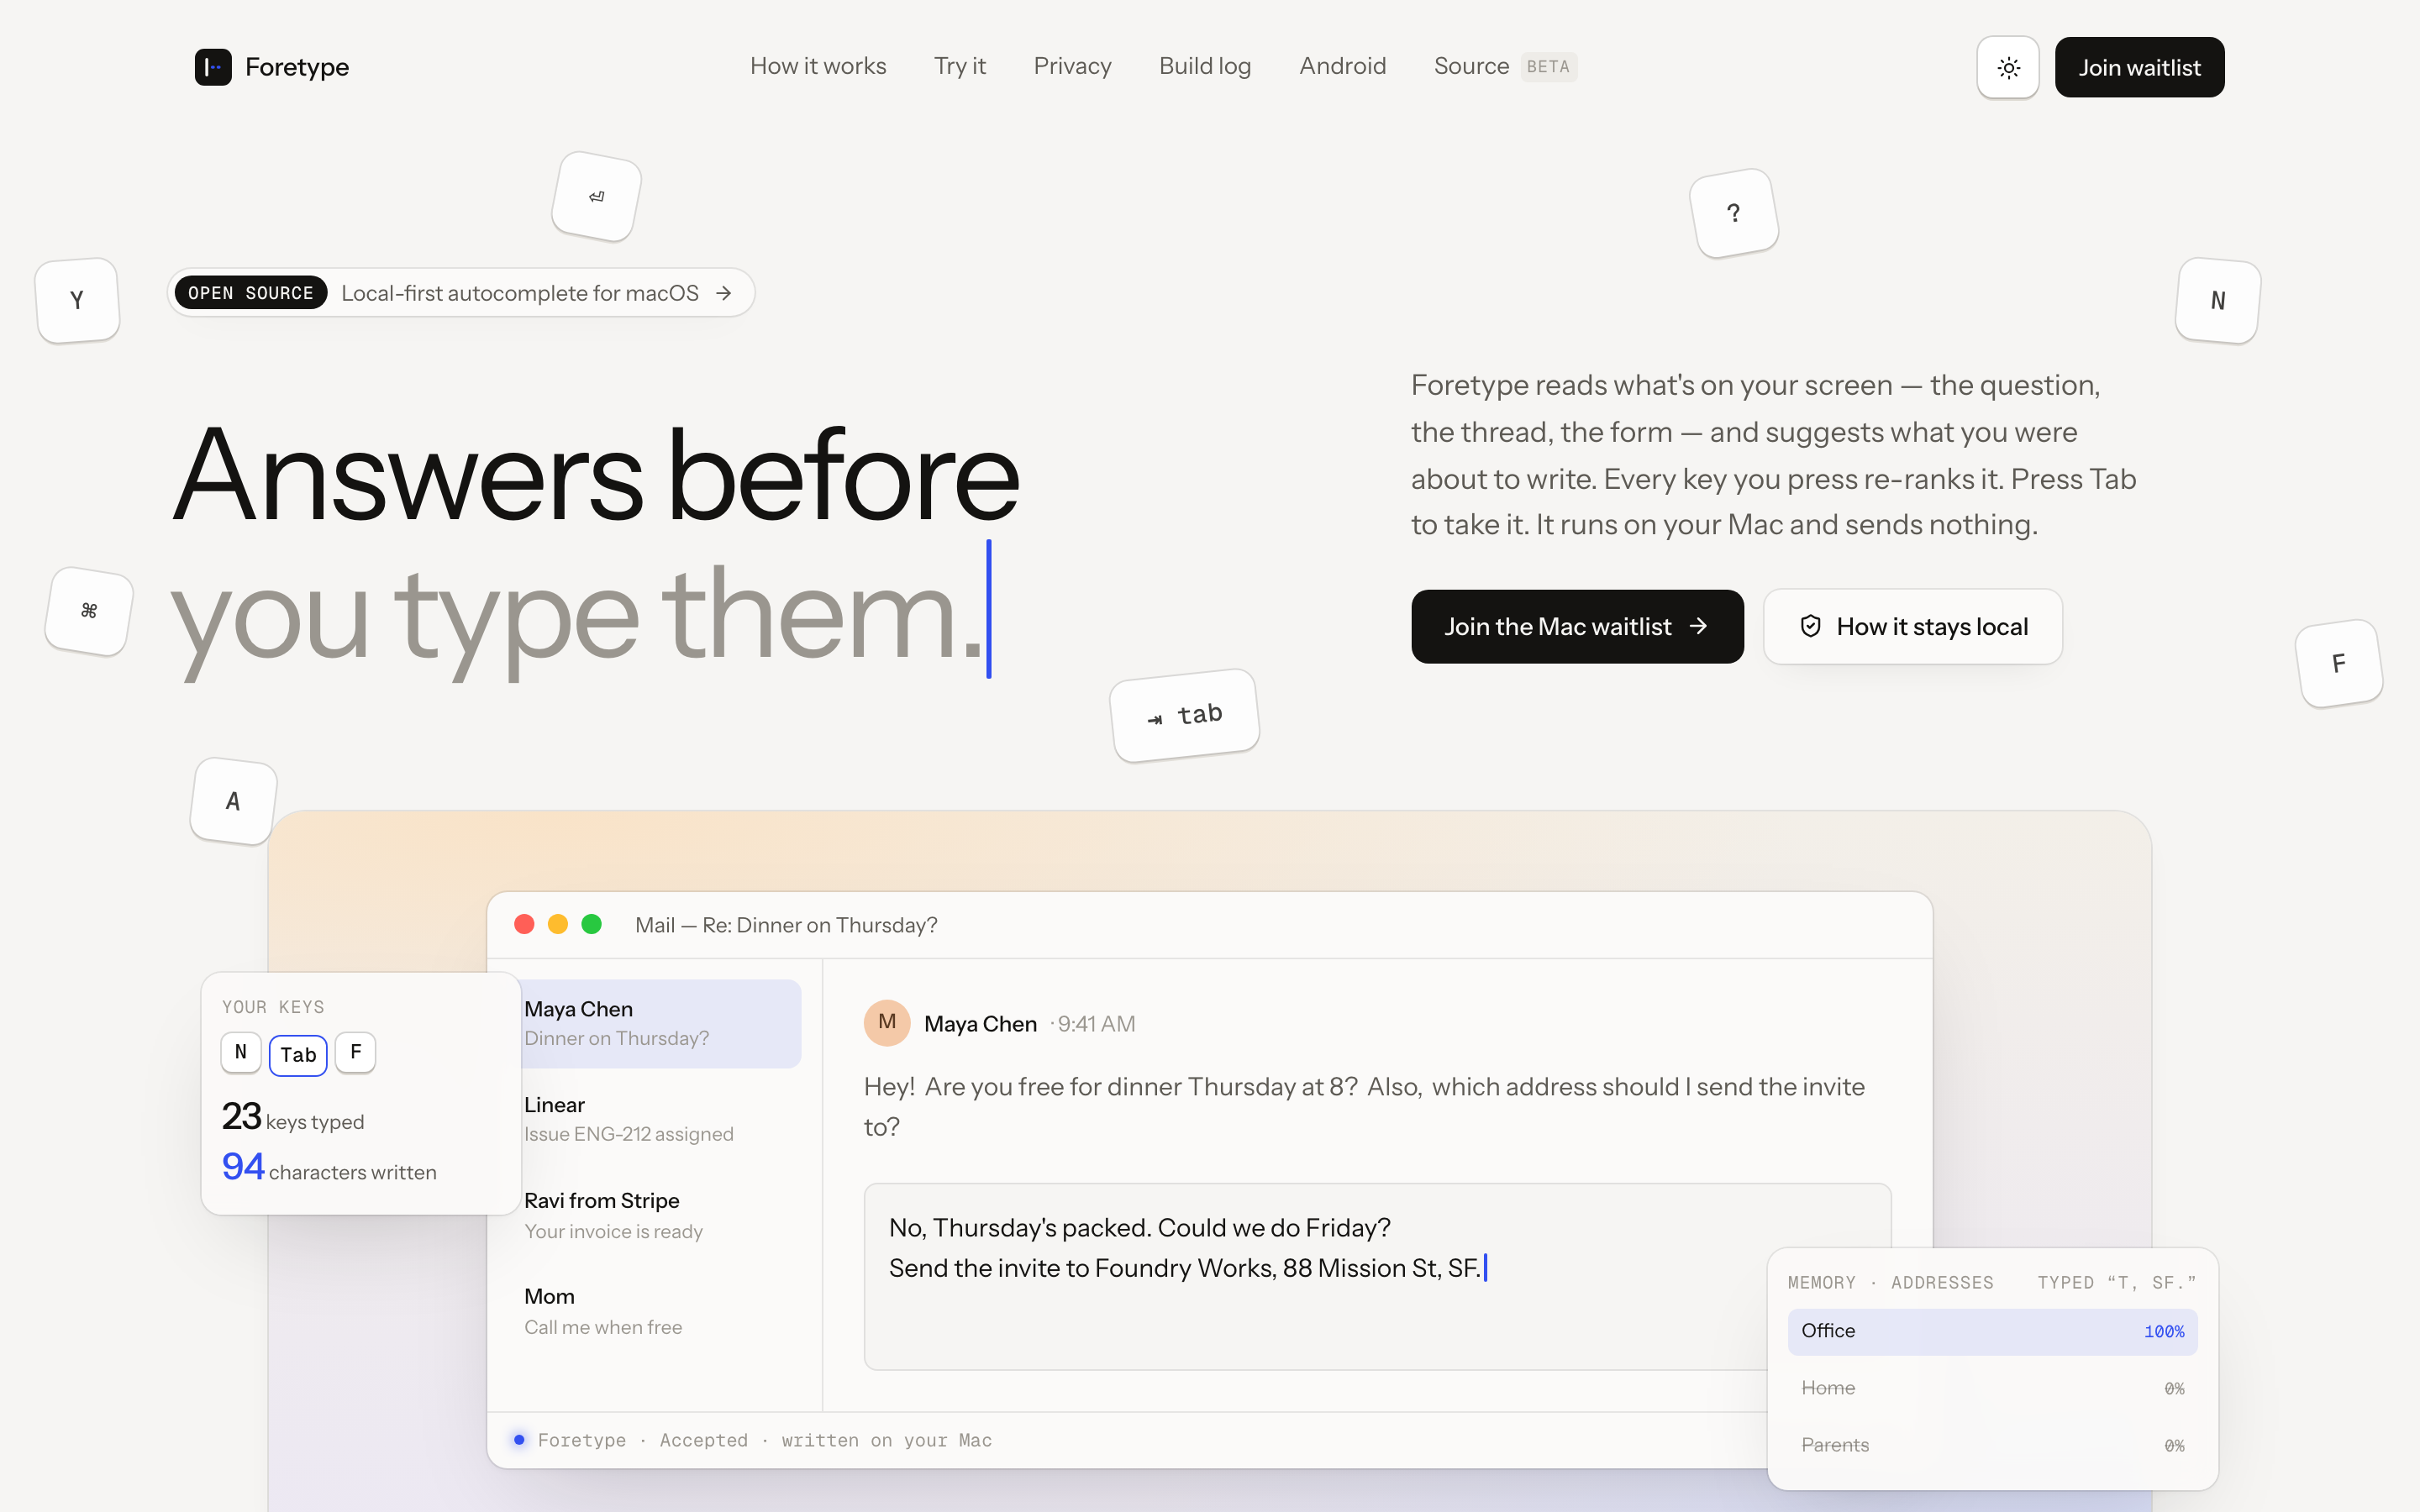 Foretype
How it works
Try it
Privacy
Build log
Android
Source BETA
Join waitlist
⏎
?
Y
N
OPEN SOURCE Local-first autocomplete for macOS →
Answers before
you type them.
Foretype reads what's on your screen — the question,
the thread, the form — and suggests what you were
about to write. Every key you press re-ranks it. Press Tab
to take it. It runs on your Mac and sends nothing.
Join the Mac waitlist →
How it stays local
⌘
F
⇥ tab
A
Mail — Re: Dinner on Thursday?
YOUR KEYS
N Tab F
23 keys typed
94 characters written
Maya Chen
Dinner on Thursday?
Linear
Issue ENG-212 assigned
Ravi from Stripe
Your invoice is ready
Mom
Call me when free
M Maya Chen · 9:41 AM
Hey! Are you free for dinner Thursday at 8? Also, which address should I send the invite
to?
No, Thursday's packed. Could we do Friday?
Send the invite to Foundry Works, 88 Mission St, SF.
Foretype · Accepted · written on your Mac
MEMORY · ADDRESSES TYPED “T, SF.”
Office 100%
Home 0%
Parents 0%